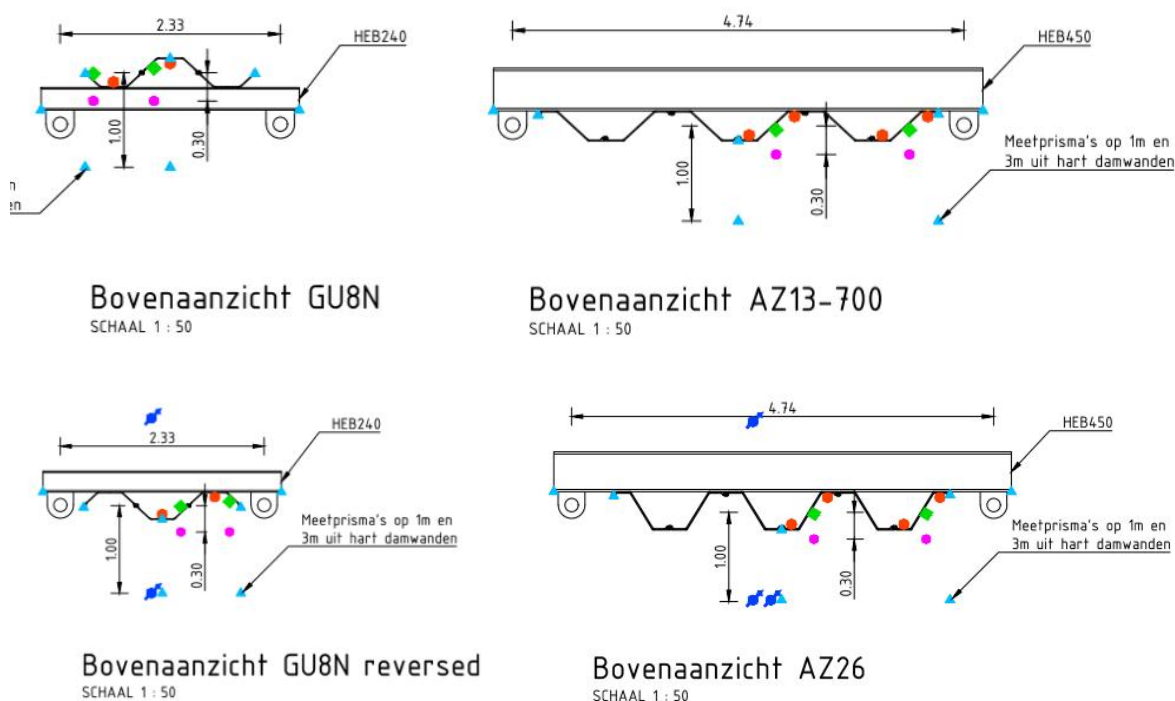 2.33
HEB240
1.00
0.30
n
en
Bovenaanzicht GU8N
SCHAAL 1 : 50
4.74
HEB450
1.00
0.30
Meetprisma's op 1m en
3m uit hart damwanden
Bovenaanzicht AZ13-700
SCHAAL 1 : 50
2.33
HEB240
1.00
0.30
Meetprisma's op 1m en
3m uit hart damwanden
Bovenaanzicht GU8N reversed
SCHAAL 1 : 50
4.74
HEB450
1.00
0.30
Meetprisma's op 1m en
3m uit hart damwanden
Bovenaanzicht AZ26
SCHAAL 1 : 50